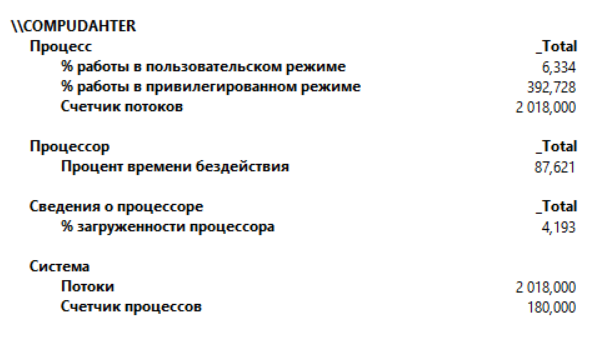 \\COMPUDAHTER
Процесс _Total
% работы в пользовательском режиме 6,334
% работы в привилегированном режиме 392,728
Счетчик потоков 2 018,000
Процессор _Total
Процент времени бездействия 87,621
Сведения о процессоре _Total
% загруженности процессора 4,193
Система
Потоки 2 018,000
Счетчик процессов 180,000